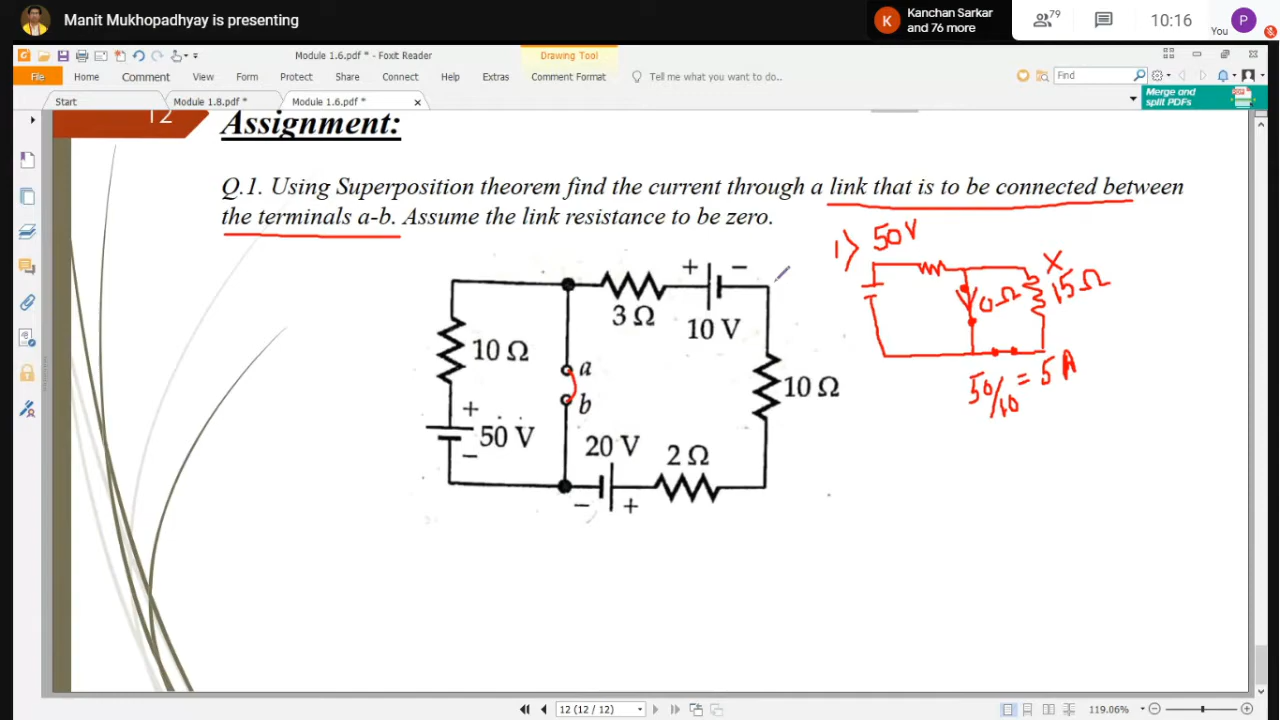 Manit Mukhopadhyay is presenting
K
Kanchan Sarkar
and 76 more
79
10:16
You
P
Module 1.6.pdf * - Foxit Reader
Drawing Tool
File
Home
Comment
View
Form
Protect
Share
Connect
Help
Extras
Comment Format
Tell me what you want to do..
Find
Start
Module 1.8.pdf *
Module 1.6.pdf *
Merge and
split PDFs
12
Assignment:
Q.1. Using Superposition theorem find the current through a link that is to be connected between
the terminals a-b. Assume the link resistance to be zero.
1) 50V
+ −
3 Ω
10 V
10 Ω
a
b
10 Ω
+
50 V
−
20 V
2 Ω
− +
X
0Ω
15Ω
50/10 = 5A
12 (12 / 12)
119.06%